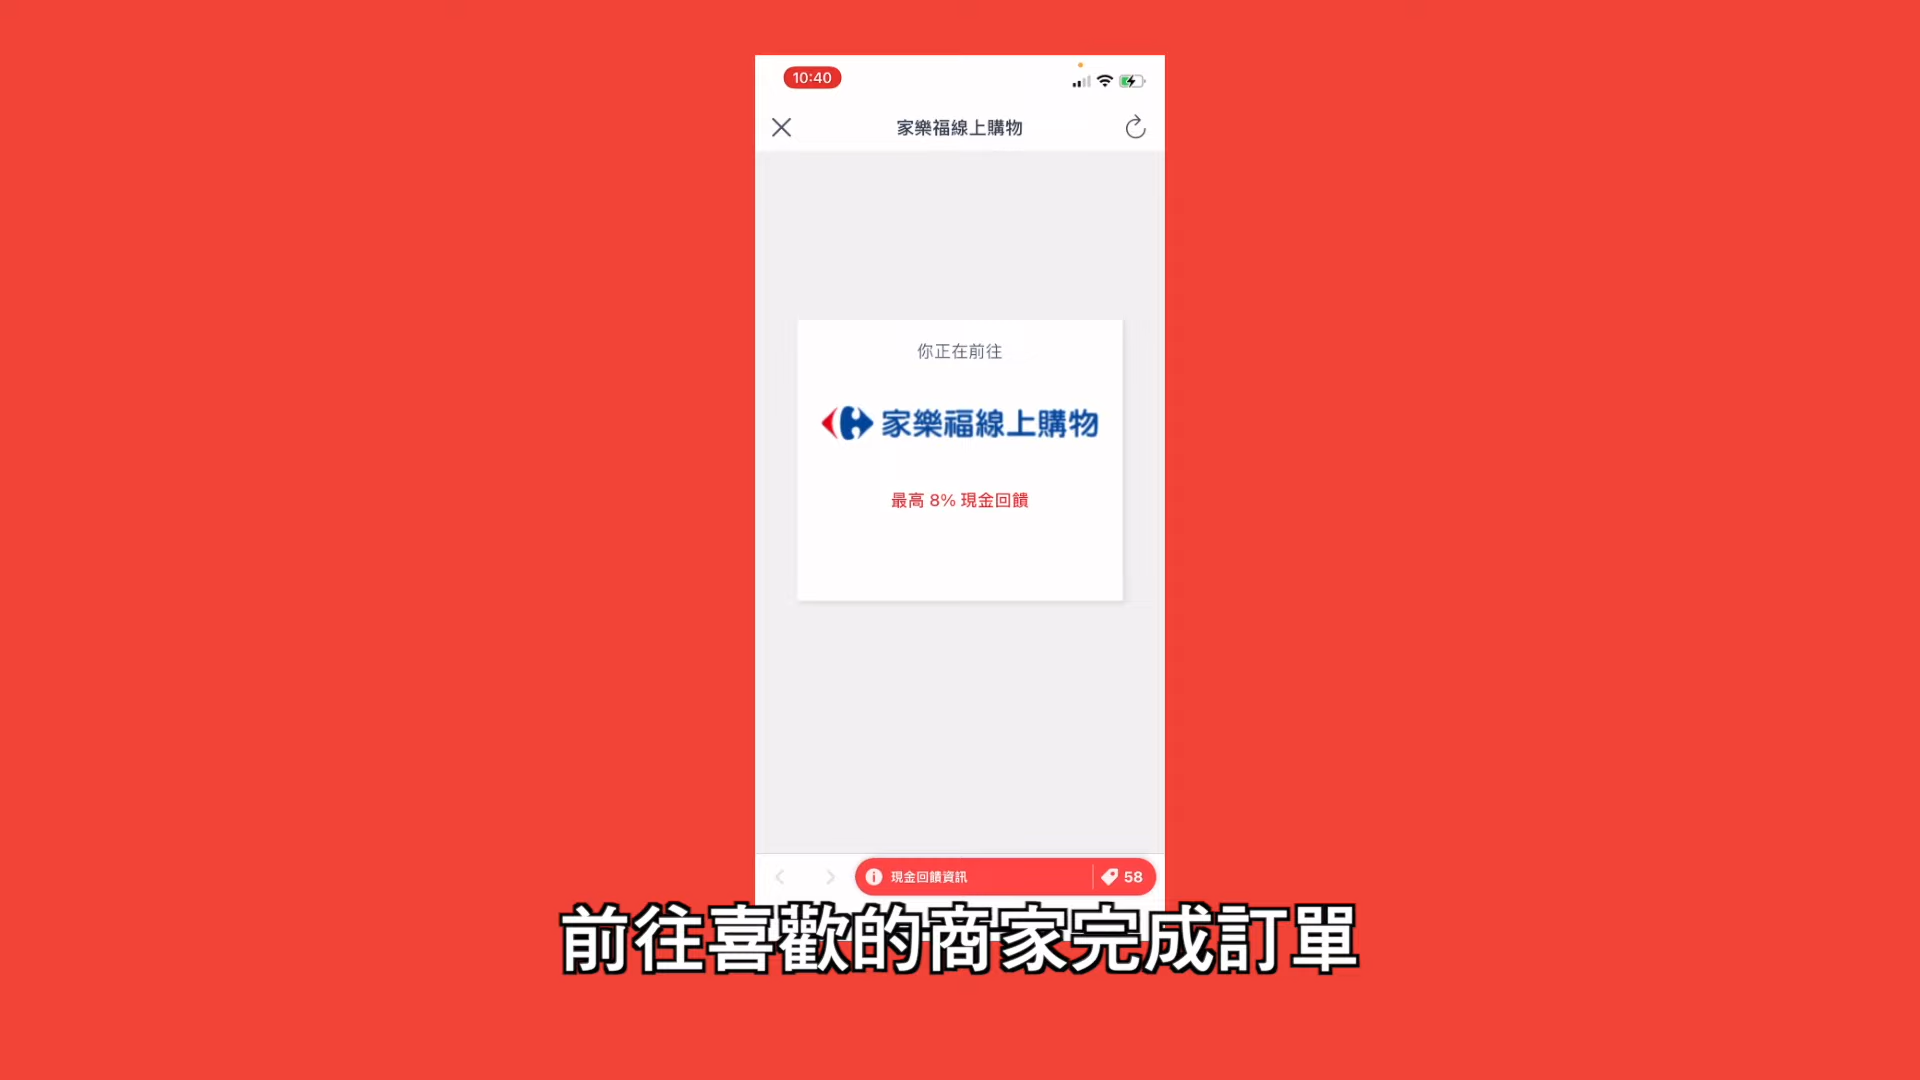 10:40
家樂福線上購物
你正在前往
家樂福線上購物
最高 8% 現金回饋
現金回饋資訊
58
前往喜歡的商家完成訂單